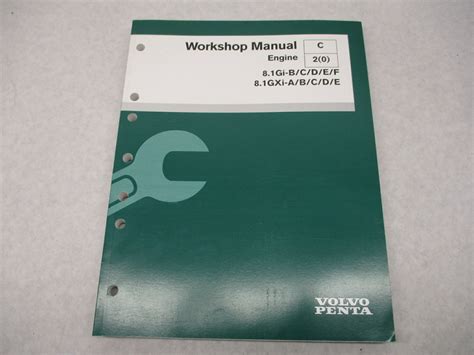 Workshop Manual C
Engine 2(0)
8.1Gi-B/C/D/E/F
8.1GXi-A/B/C/D/E
VOLVO
PENTA